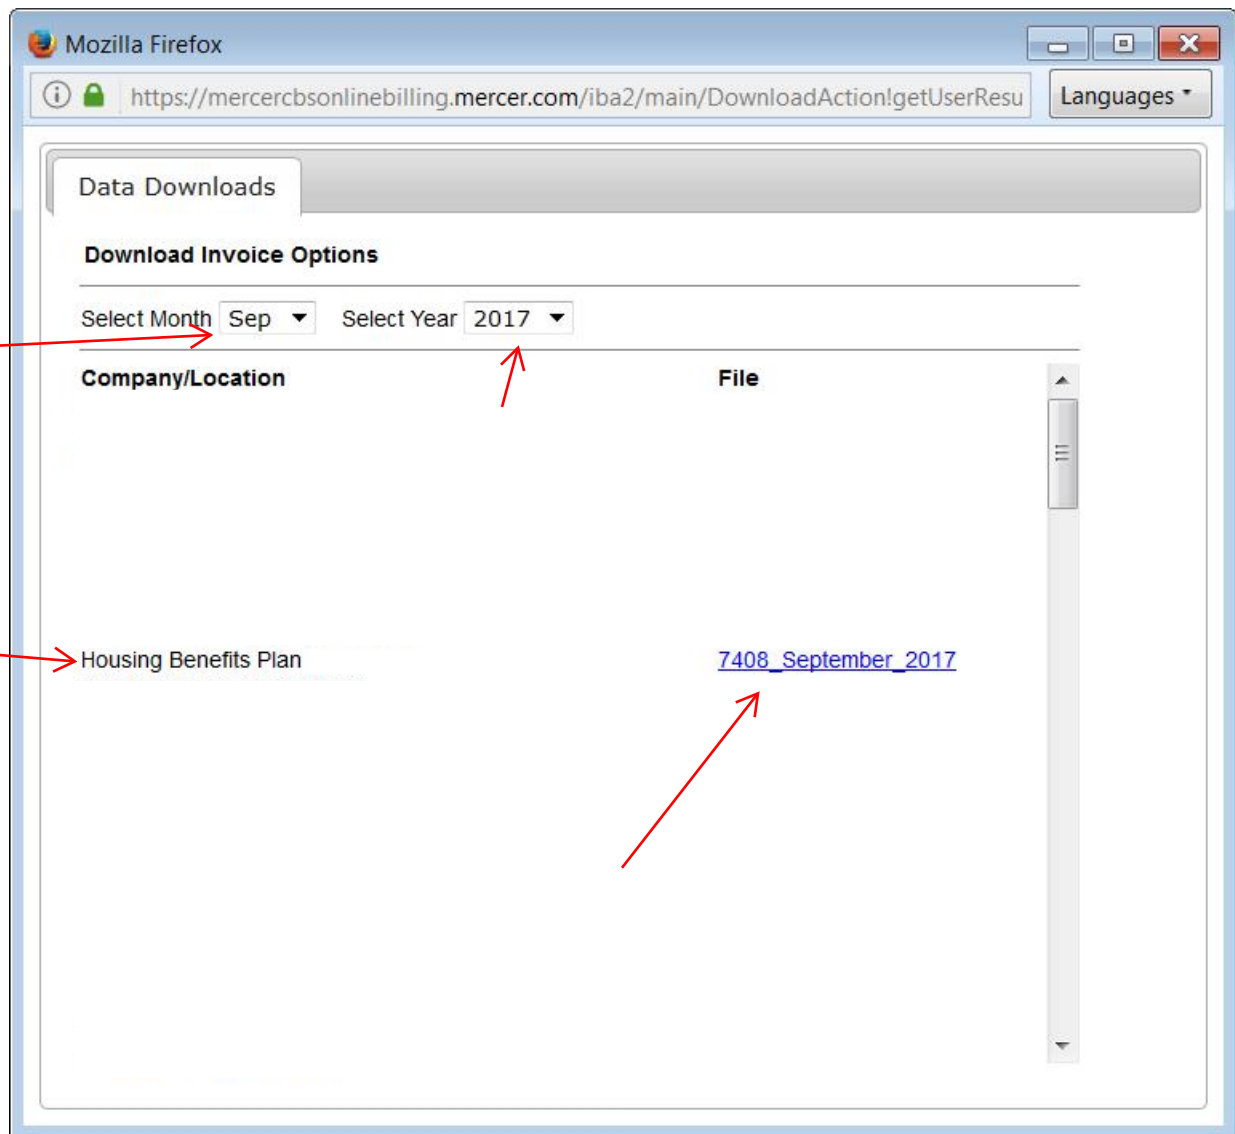 Mozilla Firefox
https://mercercbsonlinebilling.mercer.com/iba2/main/DownloadAction!getUserResu Languages
Data Downloads
Download Invoice Options
Select Month Sep Select Year 2017
Company/Location File
Housing Benefits Plan 7408_September_2017